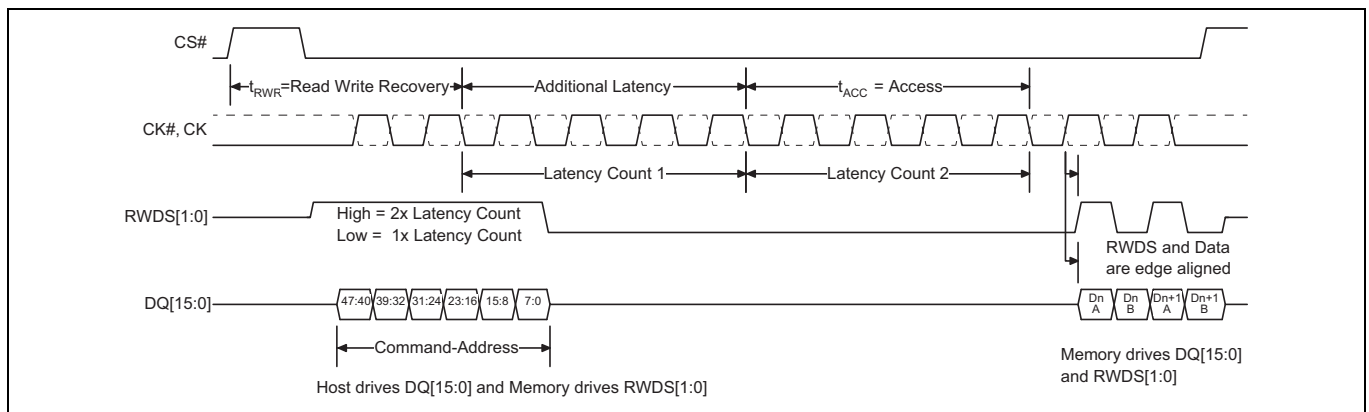 CS#
t_RWR=Read Write Recovery
Additional Latency
t_ACC = Access
CK#, CK
Latency Count 1
Latency Count 2
RWDS[1:0]
High = 2x Latency Count
Low = 1x Latency Count
RWDS and Data
are edge aligned
DQ[15:0]
47:40 39:32 31:24 23:16 15:8 7:0
Dn A
Dn B
Dn+1 A
Dn+1 B
Command-Address
Memory drives DQ[15:0]
and RWDS[1:0]
Host drives DQ[15:0] and Memory drives RWDS[1:0]